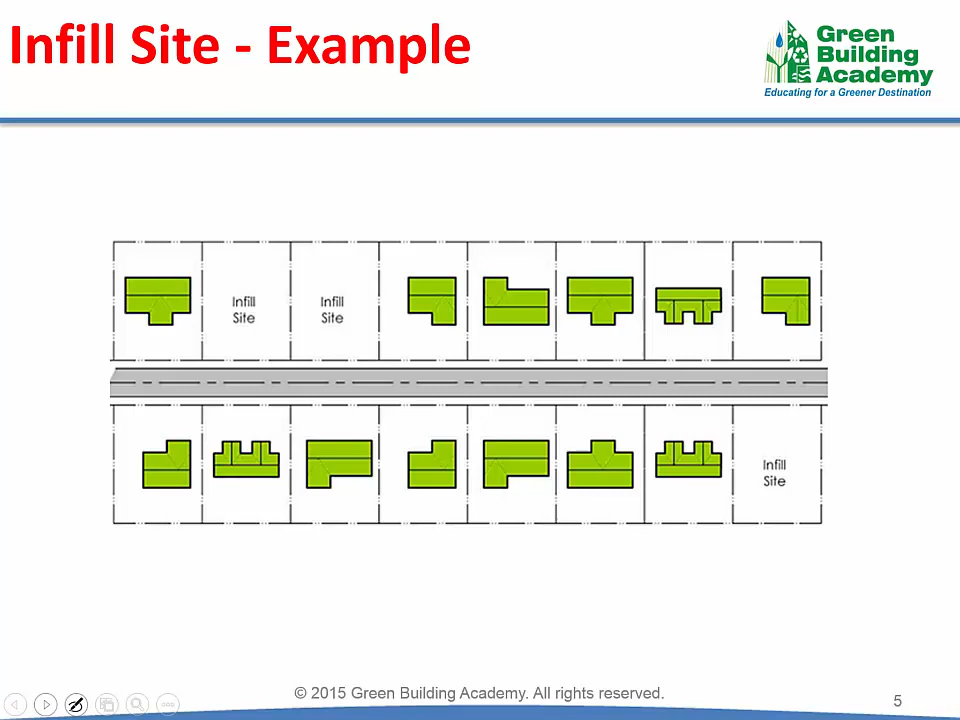 Infill Site - Example
Green
Building
Academy
Educating for a Greener Destination
Infill
Site
Infill
Site
Infill
Site
© 2015 Green Building Academy. All rights reserved.
5